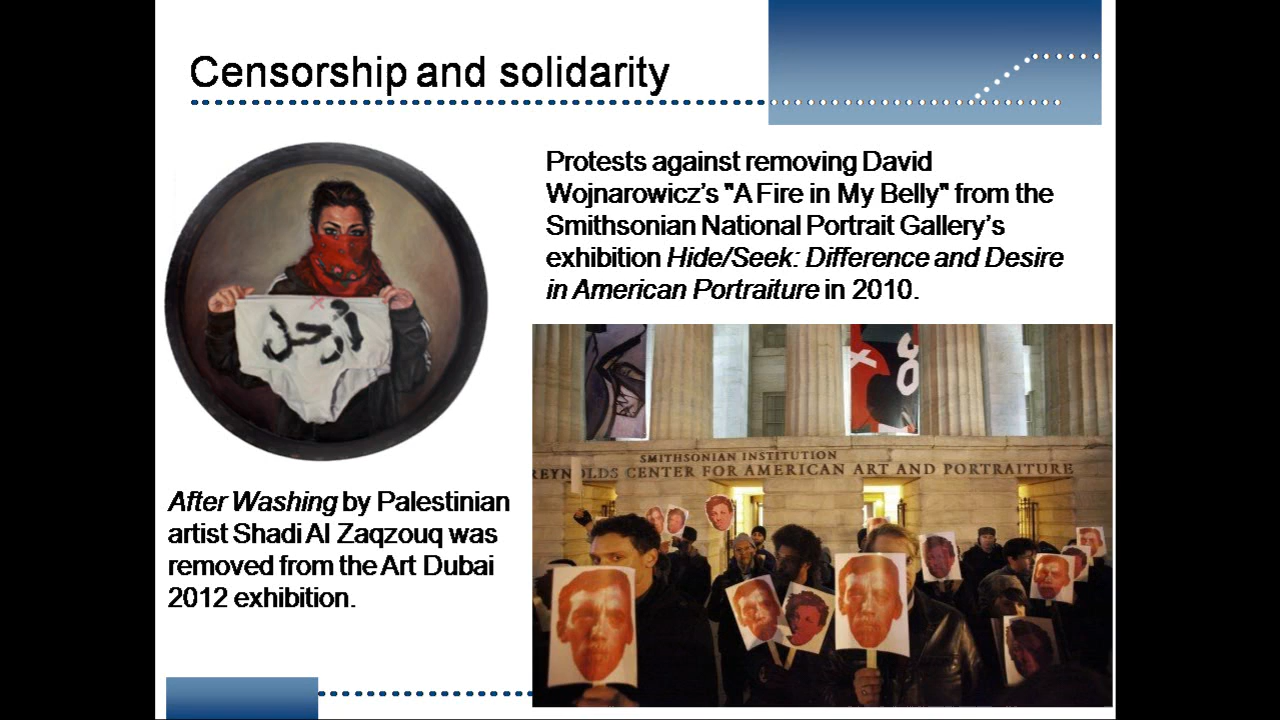 Censorship and solidarity
Protests against removing David
Wojnarowicz’s "A Fire in My Belly" from the
Smithsonian National Portrait Gallery’s
exhibition Hide/Seek: Difference and Desire
in American Portraiture in 2010.
ارحل
SMITHSONIAN INSTITUTION
REYNOLDS CENTER FOR AMERICAN ART AND PORTRAITURE
After Washing by Palestinian
artist Shadi Al Zaqzouq was
removed from the Art Dubai
2012 exhibition.